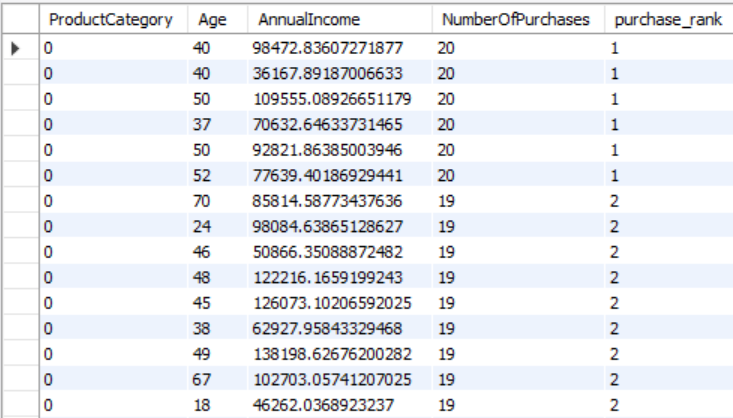 ProductCategory Age AnnualIncome NumberOfPurchases purchase_rank
0 40 98472.83607271877 20 1
0 40 36167.89187006633 20 1
0 50 109555.08926651179 20 1
0 37 70632.64633731465 20 1
0 50 92821.86385003946 20 1
0 52 77639.40186929441 20 1
0 70 85814.58773437636 19 2
0 24 98084.63865128627 19 2
0 46 50866.35088872482 19 2
0 48 122216.1659199243 19 2
0 45 126073.10206592025 19 2
0 38 62927.95843329468 19 2
0 49 138198.62676200282 19 2
0 67 102703.05741207025 19 2
0 18 46262.0368923237 19 2